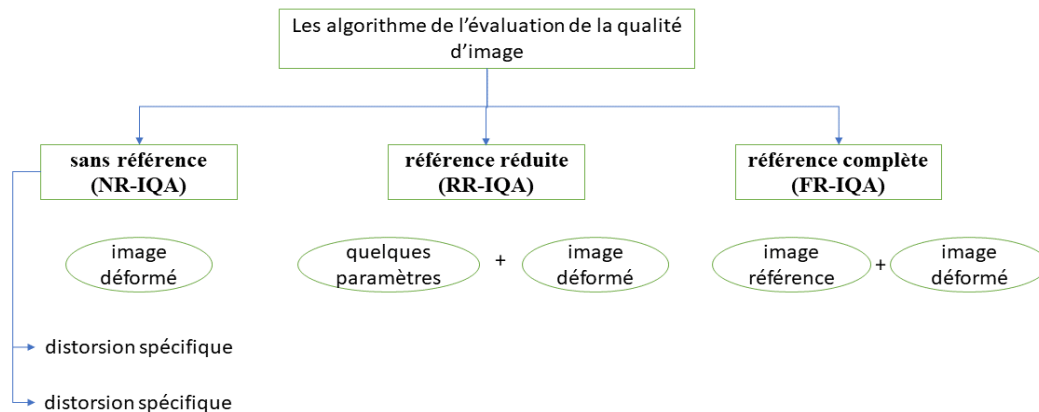 Les algorithme de l’évaluation de la qualité
d’image
sans référence
(NR-IQA)
référence réduite
(RR-IQA)
référence complète
(FR-IQA)
image
déformé
quelques
paramètres
+
image
déformé
image
référence
+
image
déformé
distorsion spécifique
distorsion spécifique